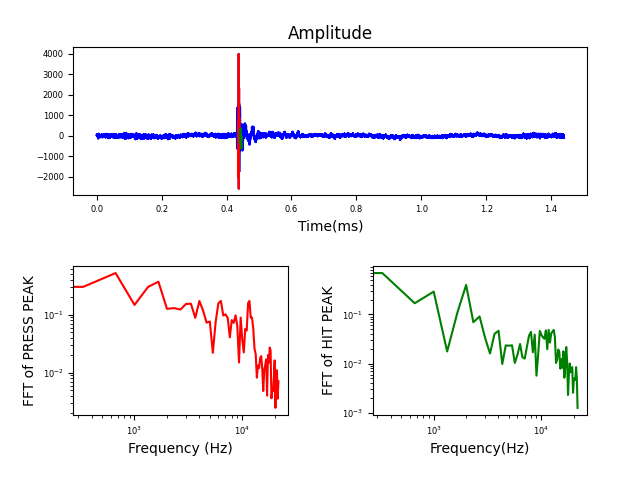 Amplitude
4000
3000
2000
1000
0
−1000
−2000
0.0 0.2 0.4 0.6 0.8 1.0 1.2 1.4
Time(ms)
FFT of PRESS PEAK
10⁻¹
10⁻²
10³ 10⁴
Frequency (Hz)
FFT of HIT PEAK
10⁻¹
10⁻²
10⁻³
10³ 10⁴
Frequency(Hz)